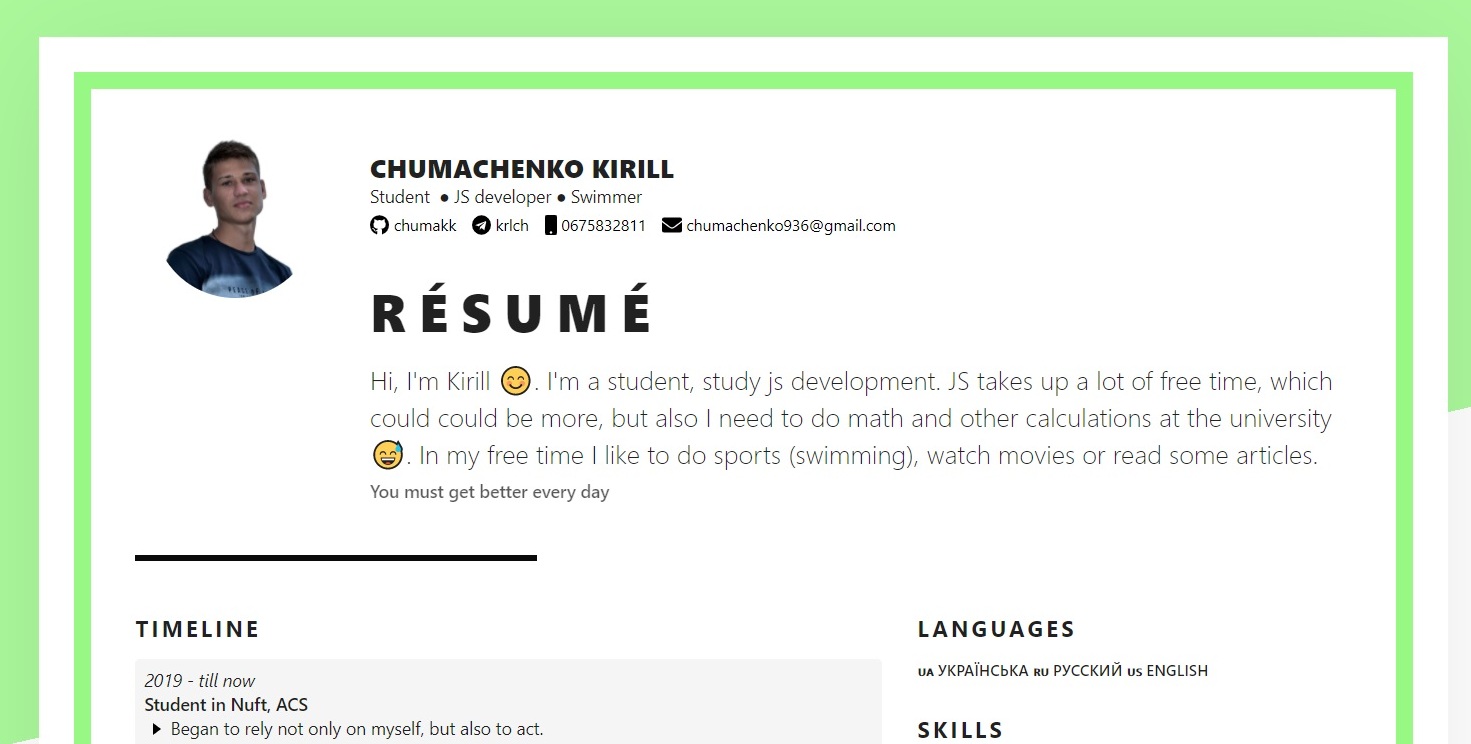 CHUMACHENKO KIRILL
Student ● JS developer ● Swimmer
chumakk krlch 0675832811 chumachenko936@gmail.com
RÉSUMÉ
Hi, I'm Kirill 😊. I'm a student, study js development. JS takes up a lot of free time, which
could could be more, but also I need to do math and other calculations at the university
😅. In my free time I like to do sports (swimming), watch movies or read some articles.
You must get better every day
TIMELINE
2019 - till now
Student in Nuft, ACS
Began to rely not only on myself, but also to act.
LANGUAGES
UA УКРАЇНСЬКА RU РУССКИЙ US ENGLISH
SKILLS